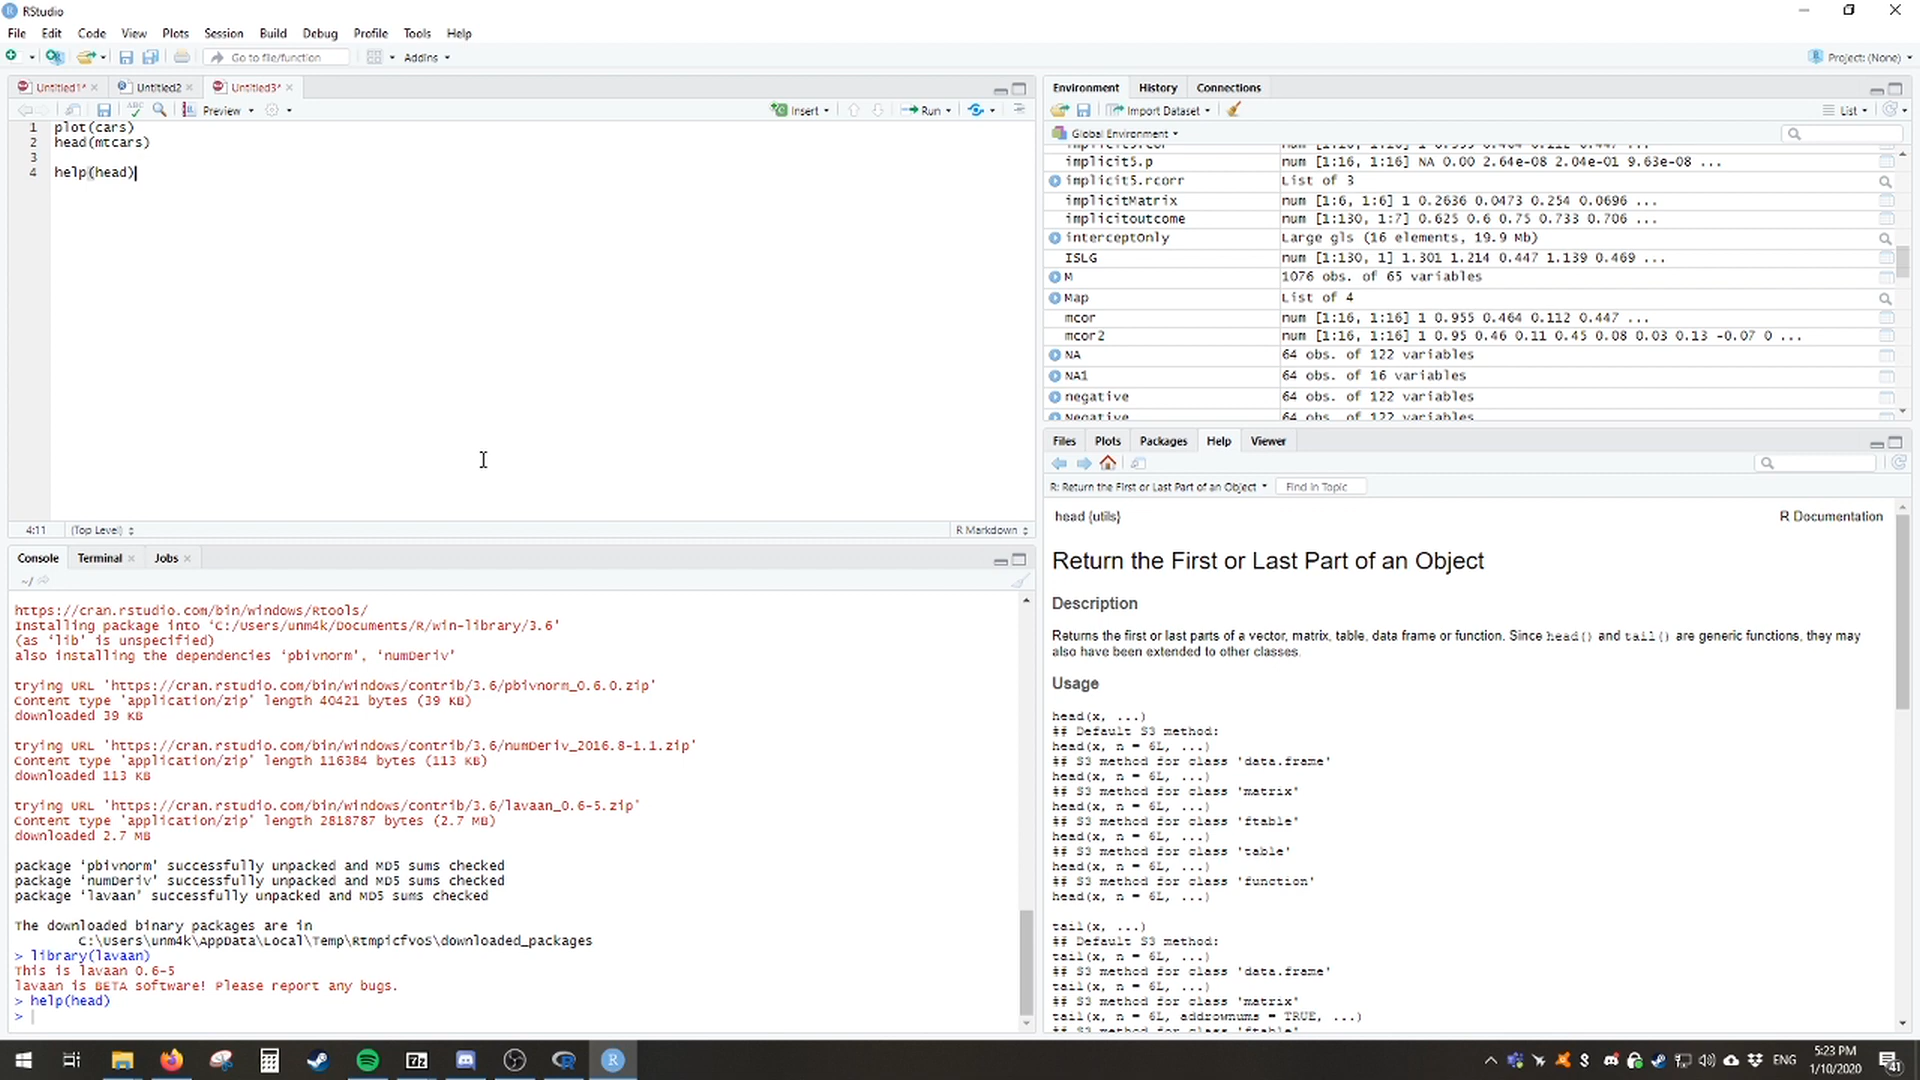 RStudio
File Edit Code View Plots Session Build Debug Profile Tools Help
Go to file/function Addins Project: (None)
Untitled1* Untitled2 Untitled3*
ABC Preview Insert Run
1 plot(cars)
2 head(mtcars)
3
4 help(head)
4:11 (Top Level) R Markdown
Console Terminal Jobs
~/
https://cran.rstudio.com/bin/windows/Rtools/
Installing package into ‘C:/Users/unm4k/Documents/R/win-library/3.6’
(as ‘lib’ is unspecified)
also installing the dependencies ‘pbivnorm’, ‘numDeriv’
trying URL 'https://cran.rstudio.com/bin/windows/contrib/3.6/pbivnorm_0.6.0.zip'
Content type 'application/zip' length 40421 bytes (39 KB)
downloaded 39 KB
trying URL 'https://cran.rstudio.com/bin/windows/contrib/3.6/numDeriv_2016.8-1.1.zip'
Content type 'application/zip' length 116384 bytes (113 KB)
downloaded 113 KB
trying URL 'https://cran.rstudio.com/bin/windows/contrib/3.6/lavaan_0.6-5.zip'
Content type 'application/zip' length 2818787 bytes (2.7 MB)
downloaded 2.7 MB
package ‘pbivnorm’ successfully unpacked and MD5 sums checked
package ‘numDeriv’ successfully unpacked and MD5 sums checked
package ‘lavaan’ successfully unpacked and MD5 sums checked
The downloaded binary packages are in
C:\Users\unm4k\AppData\Local\Temp\Rtmpicfvos\downloaded_packages
> library(lavaan)
This is lavaan 0.6-5
lavaan is BETA software! Please report any bugs.
> help(head)
>
Environment History Connections
Import Dataset List
Global Environment
implicit5.p num [1:16, 1:16] NA 0.00 2.64e-08 2.04e-01 9.63e-08 ...
implicit5.rcorr List of 3
implicitMatrix num [1:6, 1:6] 1 0.2636 0.0473 0.254 0.0696 ...
implicitoutcome num [1:130, 1:7] 0.625 0.6 0.75 0.733 0.706 ...
interceptOnly Large gls (16 elements, 19.9 Mb)
ISLG num [1:130, 1] 1.301 1.214 0.447 1.139 0.469 ...
M 1076 obs. of 65 variables
Map List of 4
mcor num [1:16, 1:16] 1 0.955 0.464 0.112 0.447 ...
mcor2 num [1:16, 1:16] 1 0.95 0.46 0.11 0.45 0.08 0.03 0.13 -0.07 0 ...
NA 64 obs. of 122 variables
NA1 64 obs. of 16 variables
negative 64 obs. of 122 variables
Negative 64 obs. of 122 variables
Files Plots Packages Help Viewer
R: Return the First or Last Part of an Object Find in Topic
head {utils} R Documentation
Return the First or Last Part of an Object
Description
Returns the first or last parts of a vector, matrix, table, data frame or function. Since head() and tail() are generic functions, they may
also have been extended to other classes.
Usage
head(x, ...)
## Default S3 method:
head(x, n = 6L, ...)
## S3 method for class 'data.frame'
head(x, n = 6L, ...)
## S3 method for class 'matrix'
head(x, n = 6L, ...)
## S3 method for class 'ftable'
head(x, n = 6L, ...)
## S3 method for class 'table'
head(x, n = 6L, ...)
## S3 method for class 'function'
head(x, n = 6L, ...)
tail(x, ...)
## Default S3 method:
tail(x, n = 6L, ...)
## S3 method for class 'data.frame'
tail(x, n = 6L, ...)
## S3 method for class 'matrix'
tail(x, n = 6L, addrownums = TRUE, ...)
## S3 method for class 'ftable'
ENG 5:23 PM
1/10/2020 41